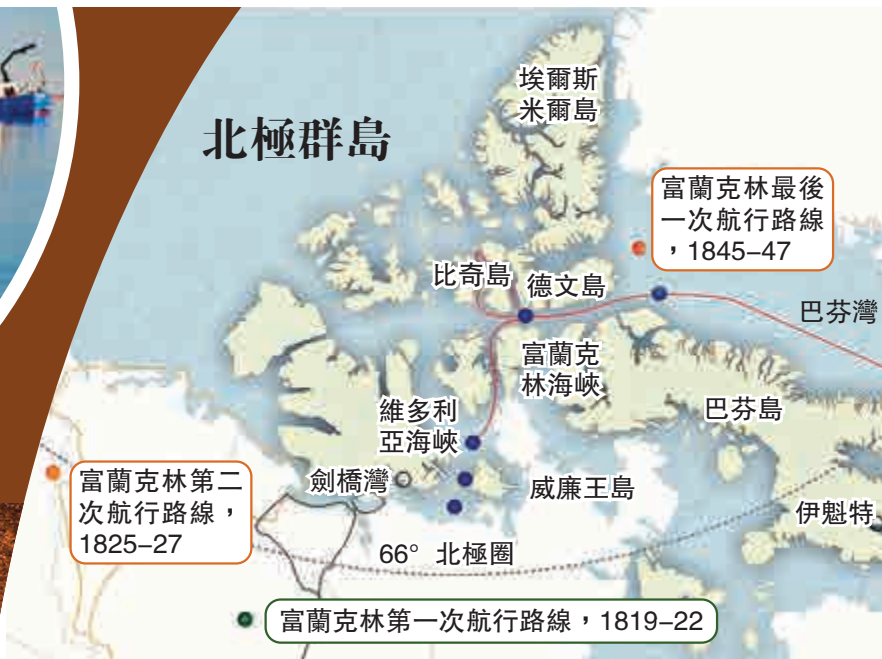 北極群島
埃爾斯
米爾島
富蘭克林最後
一次航行路線
，1845–47
比奇島
德文島
巴芬灣
富蘭克
林海峽
維多利
亞海峽
巴芬島
劍橋灣
威廉王島
富蘭克林第二
次航行路線，
1825–27
伊魁特
66° 北極圈
富蘭克林第一次航行路線，1819–22